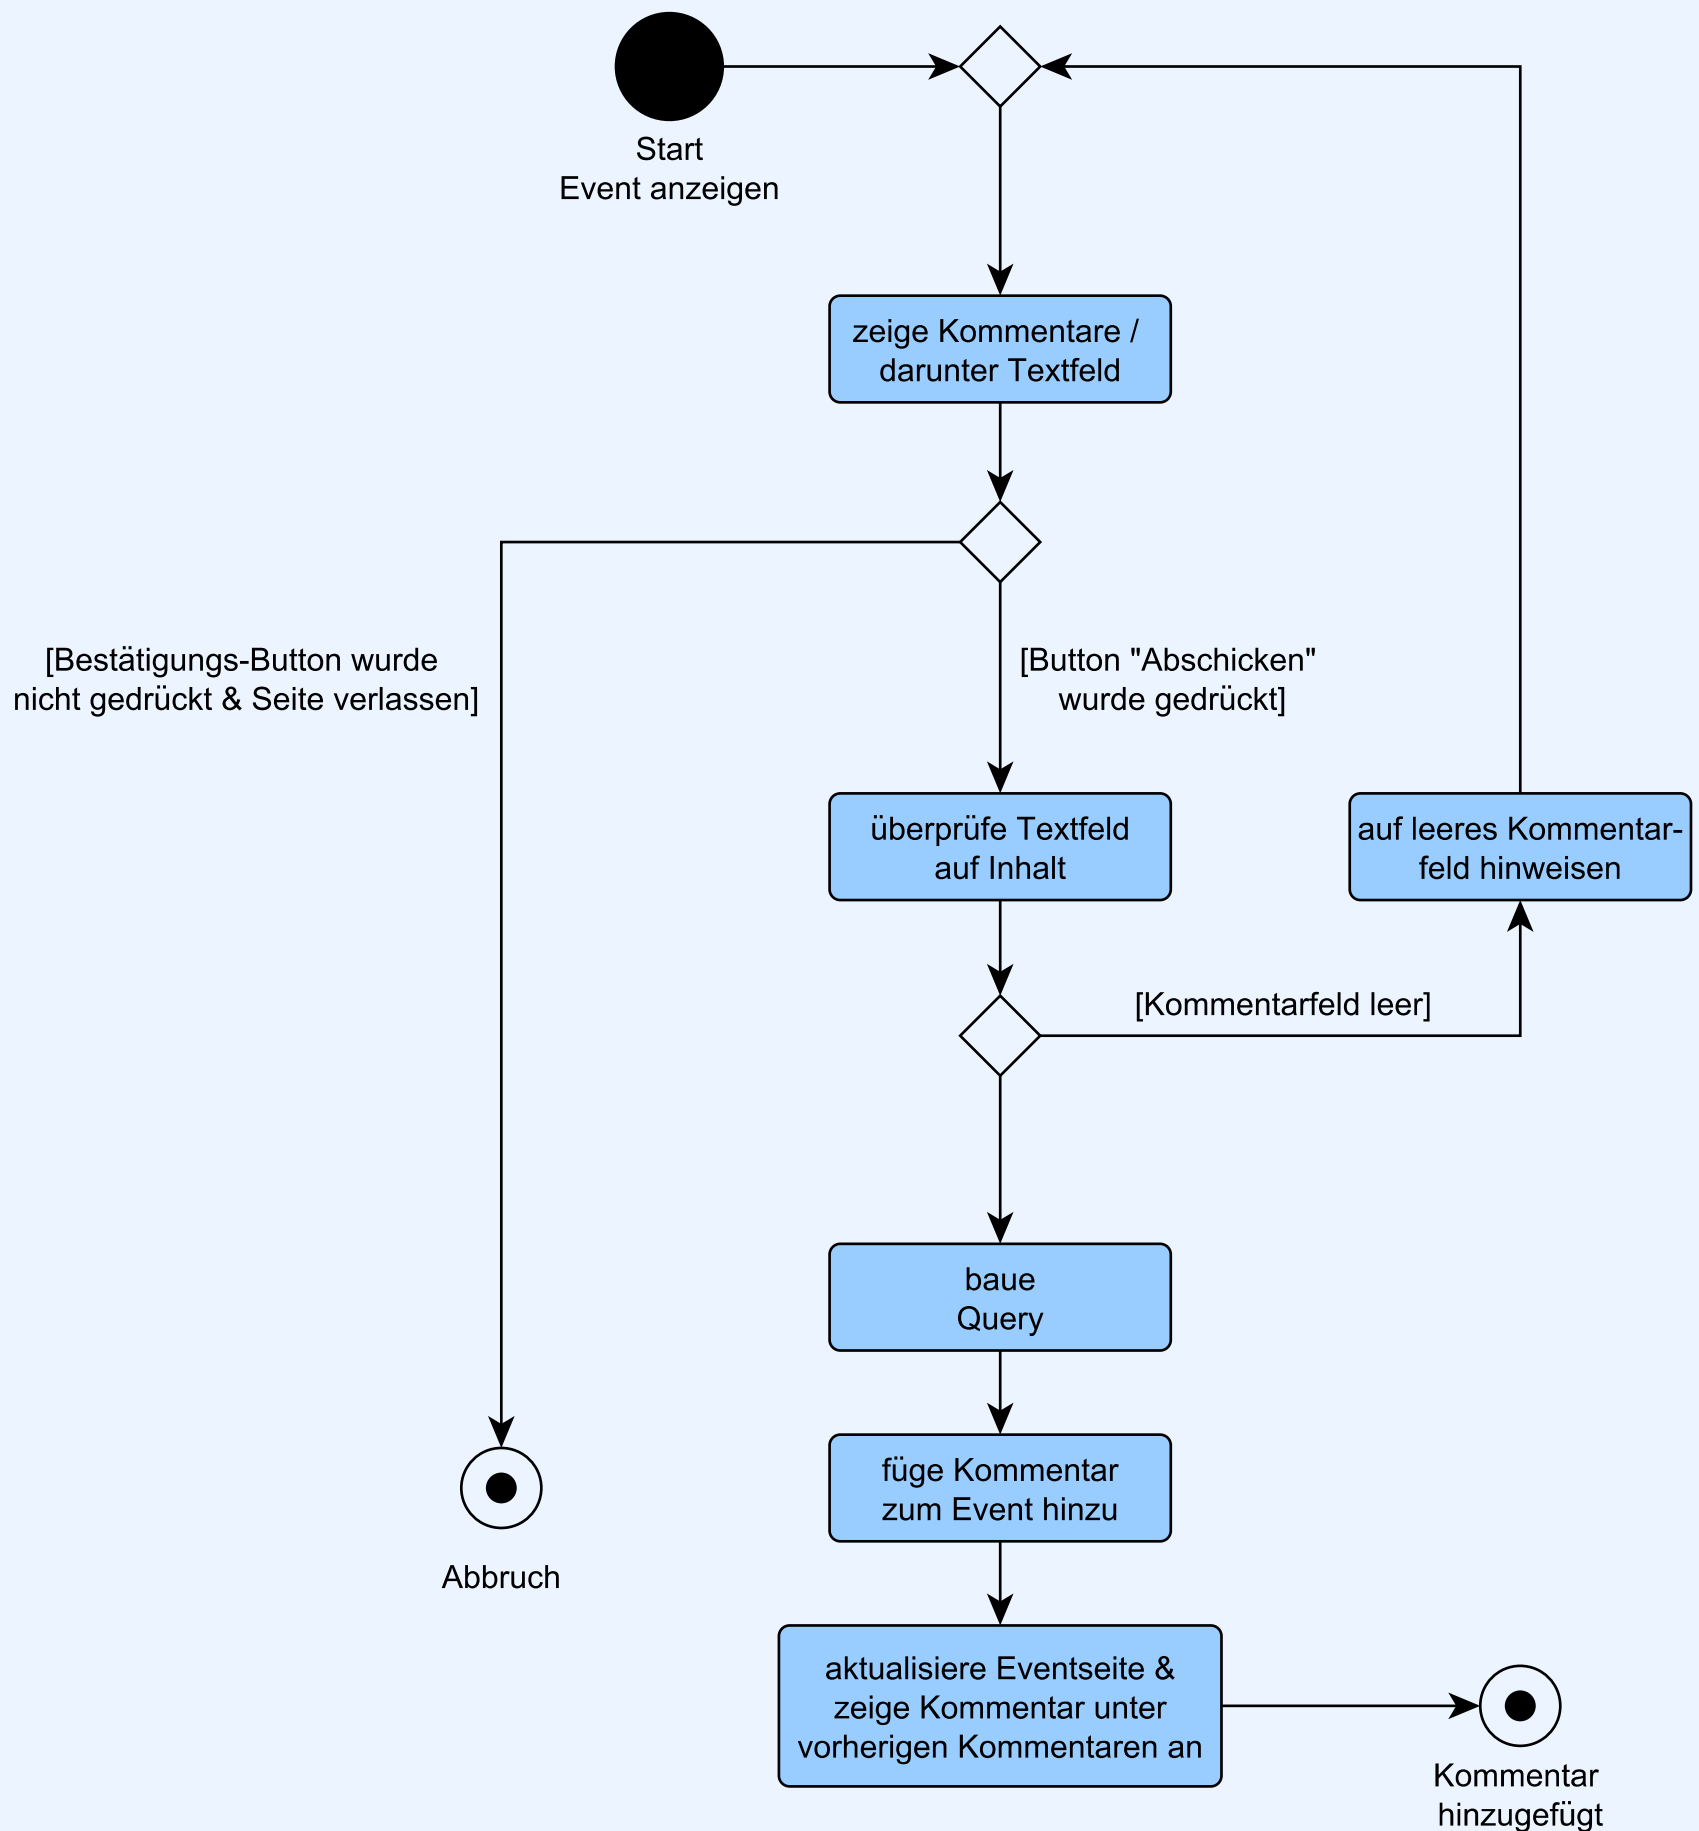 Start
Event anzeigen
zeige Kommentare /
darunter Textfeld
[Bestätigungs-Button wurde
nicht gedrückt & Seite verlassen]
[Button "Abschicken"
wurde gedrückt]
überprüfe Textfeld
auf Inhalt
auf leeres Kommentar-
feld hinweisen
[Kommentarfeld leer]
baue
Query
füge Kommentar
zum Event hinzu
Abbruch
aktualisiere Eventseite &
zeige Kommentar unter
vorherigen Kommentaren an
Kommentar
hinzugefügt